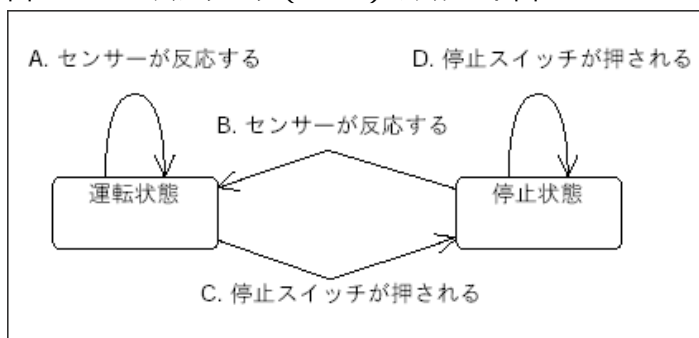 A. センサーが反応する
D. 停止スイッチが押される
B. センサーが反応する
運転状態
停止状態
C. 停止スイッチが押される